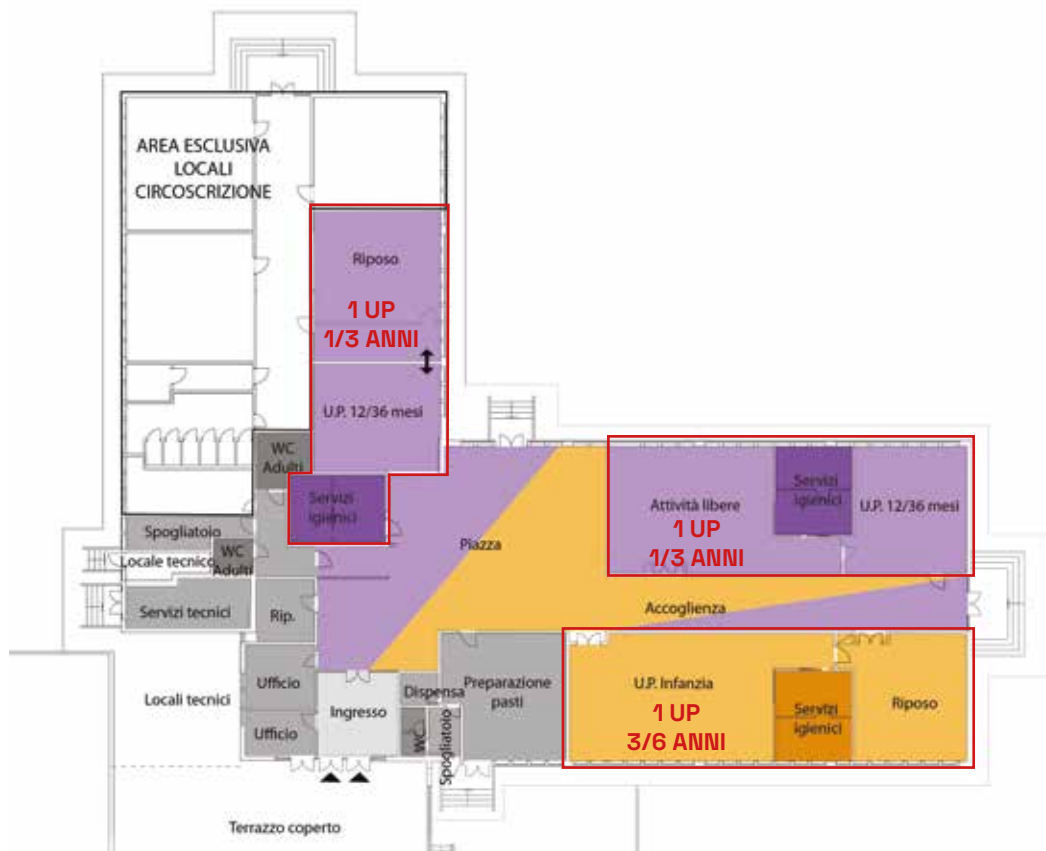 AREA ESCLUSIVA
LOCALI
CIRCOSCRIZIONE
Riposo
1 UP
1/3 ANNI
U.P. 12/36 mesi
WC
Adulti
Servizi
igienici
Spogliatoio
Locale tecnico
WC
Adulti
Servizi tecnici
Rip.
Piazza
Attività libere
1 UP
1/3 ANNI
Servizi
igienici
U.P. 12/36 mesi
Accoglienza
Locali tecnici
Ufficio
Ufficio
Ingresso
Dispensa
WC
Spogliatoio
Preparazione
pasti
U.P. Infanzia
1 UP
3/6 ANNI
Servizi
igienici
Riposo
Terrazzo coperto